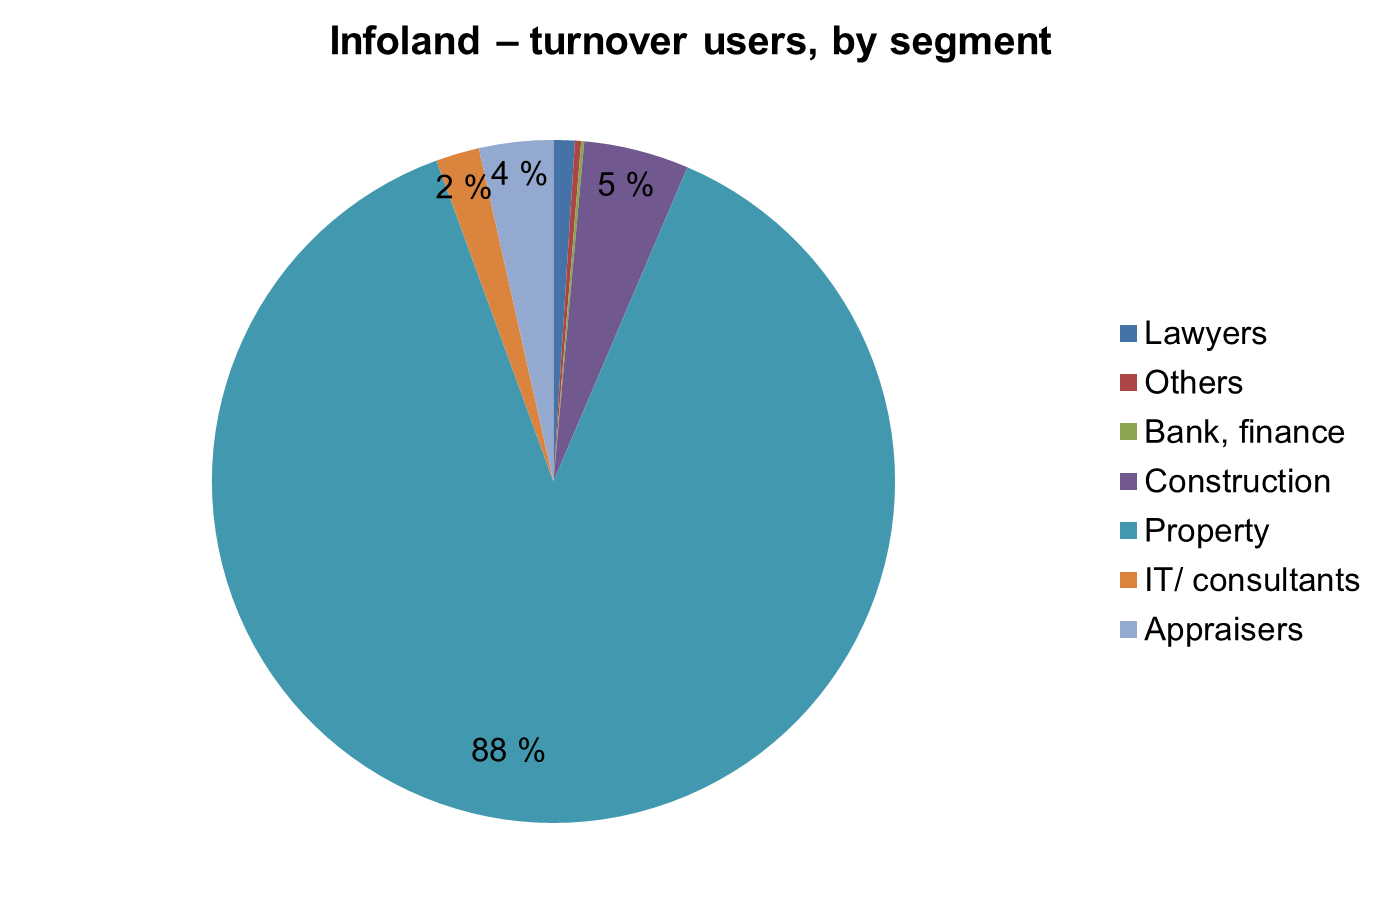 Infoland – turnover users, by segment
2 %
4 %
5 %
88 %
Lawyers
Others
Bank, finance
Construction
Property
IT/ consultants
Appraisers